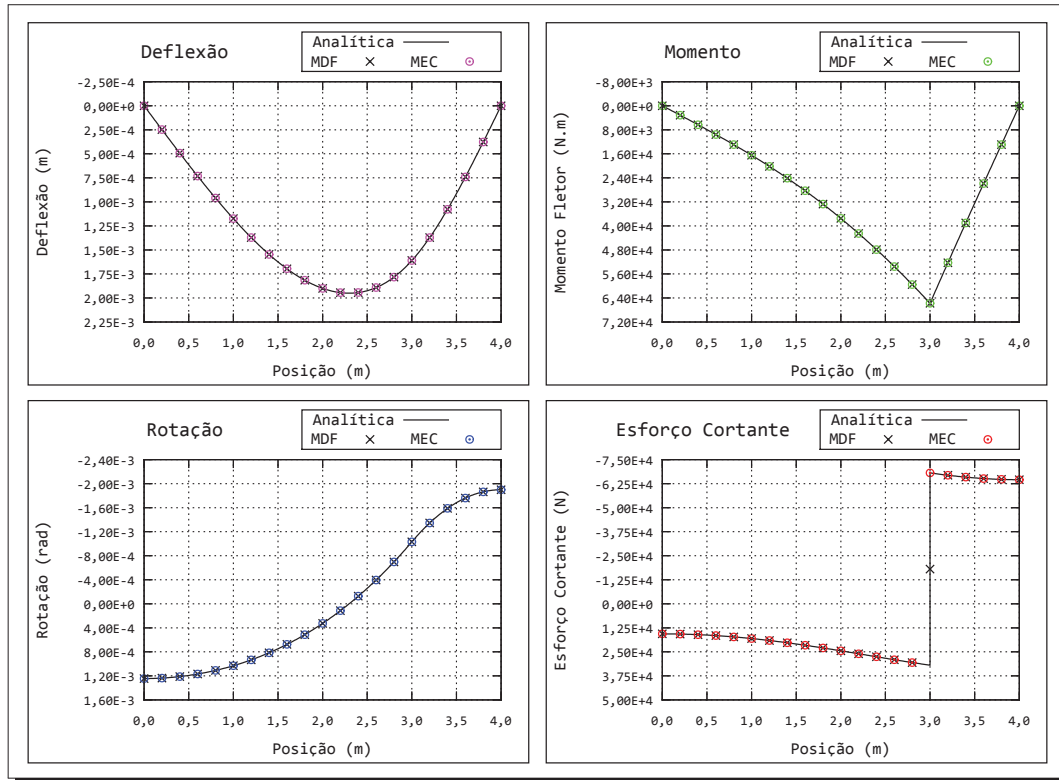 Deflexão
Analítica
MDF MEC
Deflexão (m)
-2,50E-4
0,00E+0
2,50E-4
5,00E-4
7,50E-4
1,00E-3
1,25E-3
1,50E-3
1,75E-3
2,00E-3
2,25E-3
0,0 0,5 1,0 1,5 2,0 2,5 3,0 3,5 4,0
Posição (m)
Momento
Analítica
MDF MEC
Momento Fletor (N.m)
-8,00E+3
0,00E+0
8,00E+3
1,60E+4
2,40E+4
3,20E+4
4,00E+4
4,80E+4
5,60E+4
6,40E+4
7,20E+4
0,0 0,5 1,0 1,5 2,0 2,5 3,0 3,5 4,0
Posição (m)
Rotação
Analítica
MDF MEC
Rotação (rad)
-2,40E-3
-2,00E-3
-1,60E-3
-1,20E-3
-8,00E-4
-4,00E-4
0,00E+0
4,00E-4
8,00E-4
1,20E-3
1,60E-3
0,0 0,5 1,0 1,5 2,0 2,5 3,0 3,5 4,0
Posição (m)
Esforço Cortante
Analítica
MDF MEC
Esforço Cortante (N)
-7,50E+4
-6,25E+4
-5,00E+4
-3,75E+4
-2,50E+4
-1,25E+4
0,00E+0
1,25E+4
2,50E+4
3,75E+4
5,00E+4
0,0 0,5 1,0 1,5 2,0 2,5 3,0 3,5 4,0
Posição (m)